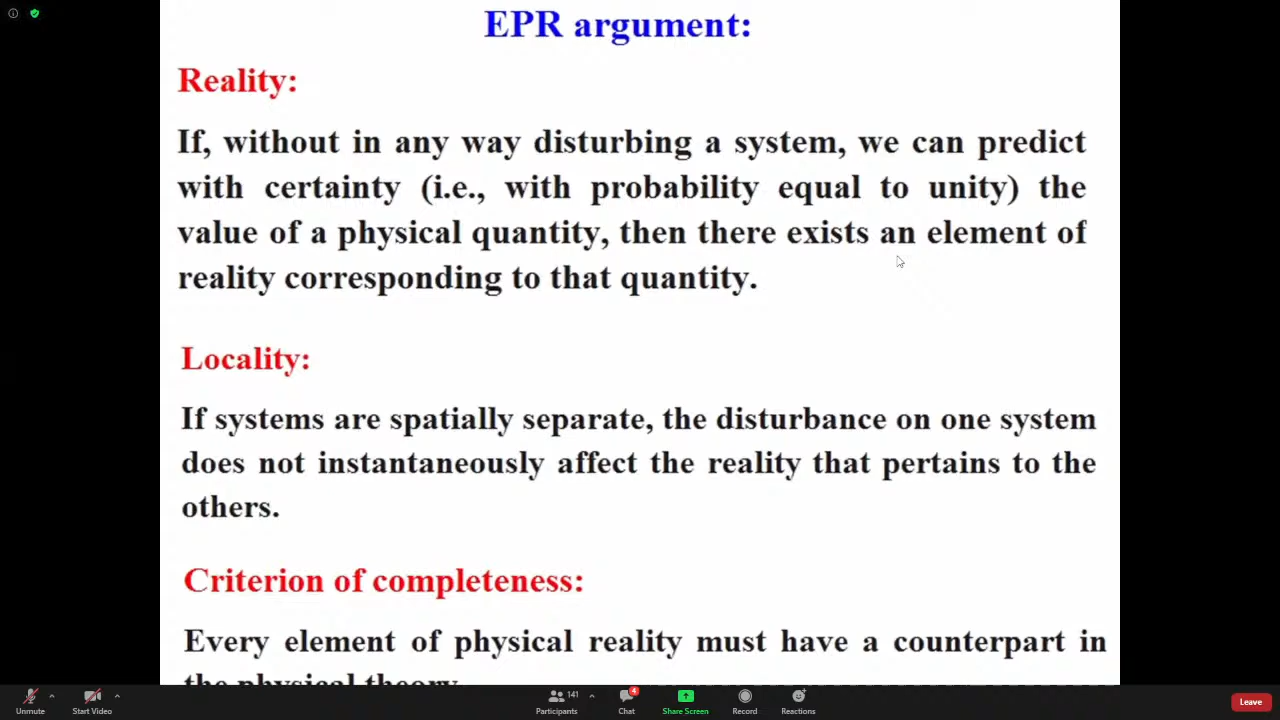 EPR argument:
Reality:
If, without in any way disturbing a system, we can predict
with certainty (i.e., with probability equal to unity) the
value of a physical quantity, then there exists an element of
reality corresponding to that quantity.
Locality:
If systems are spatially separate, the disturbance on one system
does not instantaneously affect the reality that pertains to the
others.
Criterion of completeness:
Every element of physical reality must have a counterpart in
the physical theory
Unmute
Start Video
141
Participants
4
Chat
Share Screen
Record
Reactions
Leave